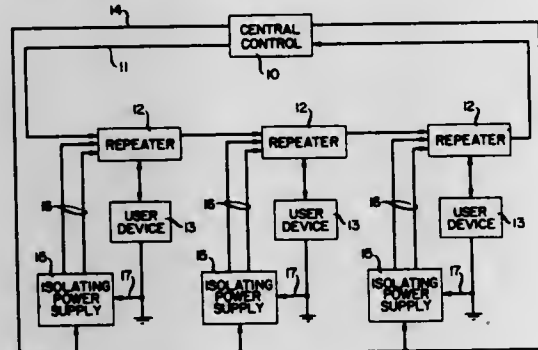 14
CENTRAL
CONTROL
11
10
12
12
12
REPEATER
REPEATER
REPEATER
16
16
16
USER
DEVICE
13
USER
DEVICE
13
USER
DEVICE
13
15
15
15
17
17
17
ISOLATING
POWER
SUPPLY
ISOLATING
POWER
SUPPLY
ISOLATING
POWER
SUPPLY